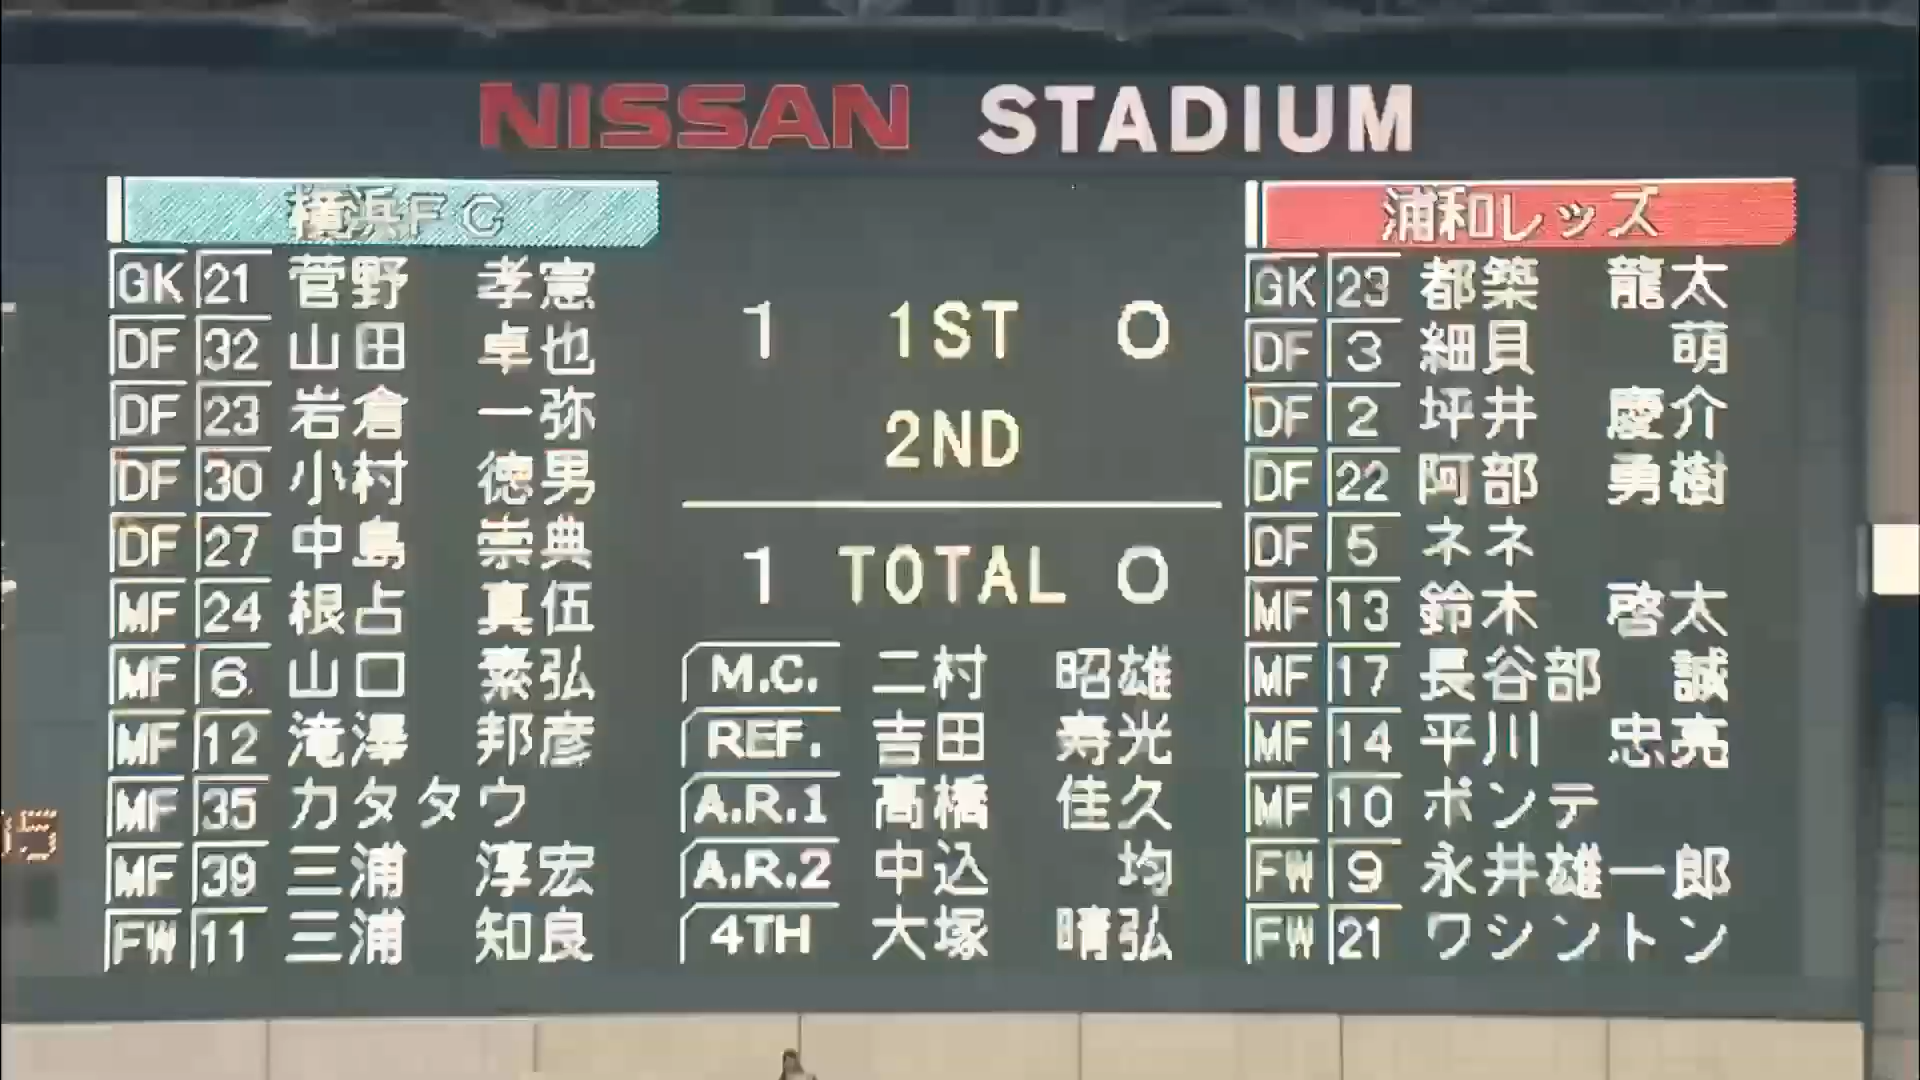 NISSAN STADIUM
横浜FC
GK 21 菅野 孝憲
DF 32 山田 卓也
DF 23 岩倉 一弥
DF 30 小村 徳男
DF 27 中島 崇典
MF 24 根占 真伍
MF 6 山口 素弘
MF 12 滝澤 邦彦
MF 35 カタタウ
MF 39 三浦 淳宏
FW 11 三浦 知良
1 1ST 0
2ND
1 TOTAL 0
M.C. 二村 昭雄
REF. 吉田 寿光
A.R.1 高橋 佳久
A.R.2 中込 均
4TH 大塚 晴弘
浦和レッズ
GK 23 都築 龍太
DF 3 細貝 萌
DF 2 坪井 慶介
DF 22 阿部 勇樹
DF 5 ネネ
MF 13 鈴木 啓太
MF 17 長谷部 誠
MF 14 平川 忠亮
MF 10 ポンテ
FW 9 永井雄一郎
FW 21 ワシントン